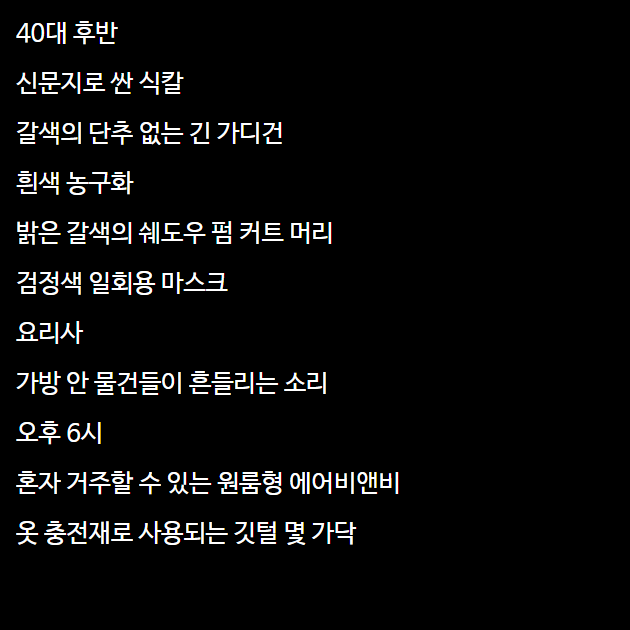 40대 후반
신문지로 싼 식칼
갈색의 단추 없는 긴 가디건
흰색 농구화
밝은 갈색의 쉐도우 펌 커트 머리
검정색 일회용 마스크
요리사
가방 안 물건들이 흔들리는 소리
오후 6시
혼자 거주할 수 있는 원룸형 에어비앤비
옷 충전재로 사용되는 깃털 몇 가닥